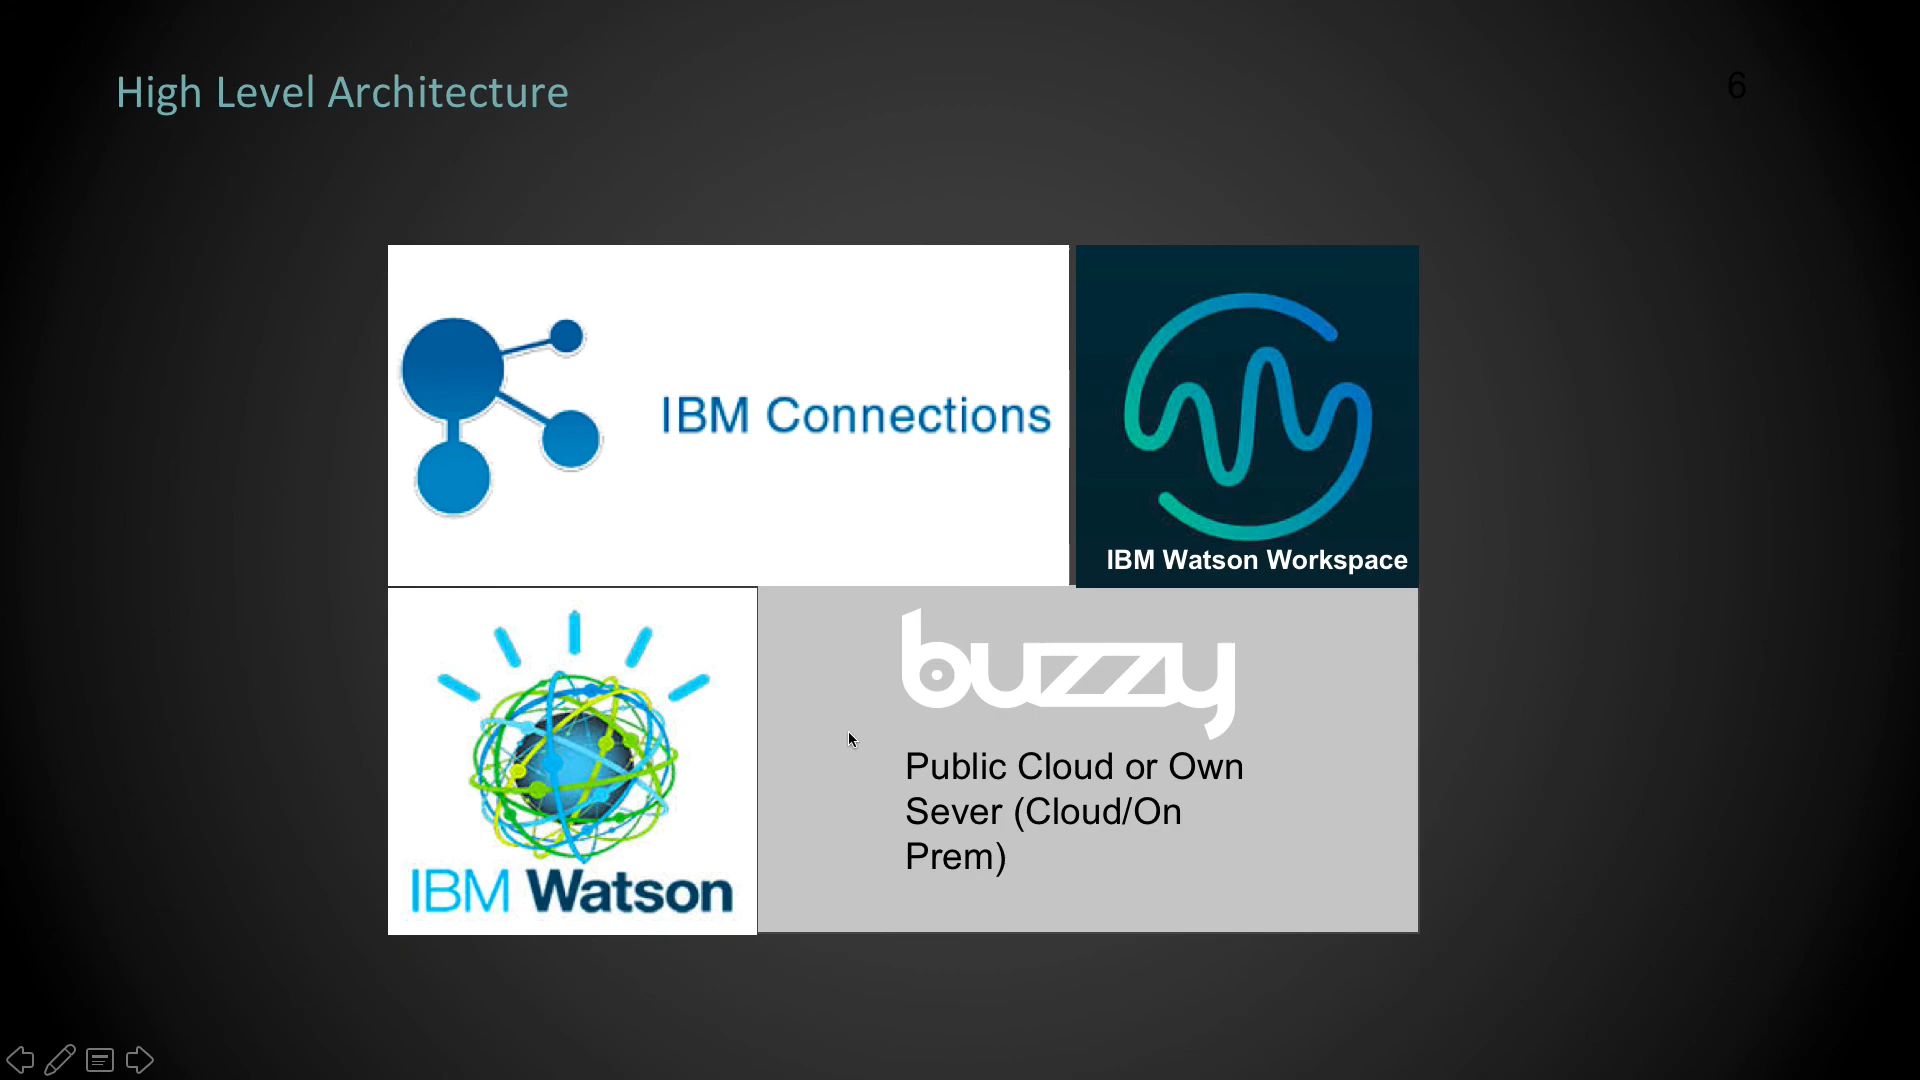 High Level Architecture
6
IBM Connections
IBM Watson Workspace
IBM Watson
buzzy
Public Cloud or Own
Sever (Cloud/On
Prem)